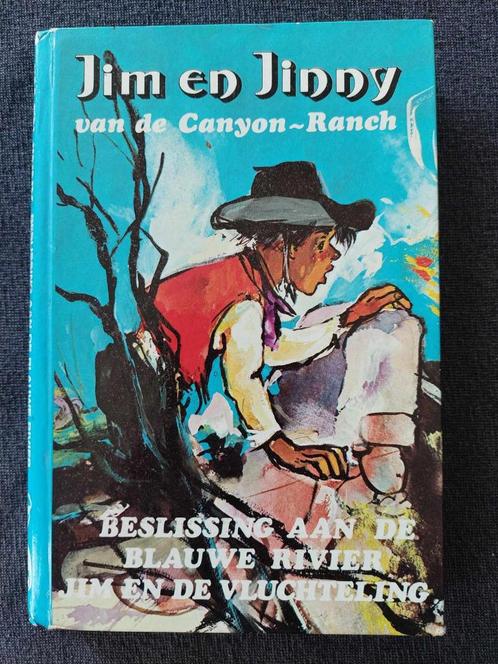 Jim en Jinny
van de Canyon~Ranch
BESLISSING AAN DE
BLAUWE RIVIER
JIM EN DE VLUCHTELING